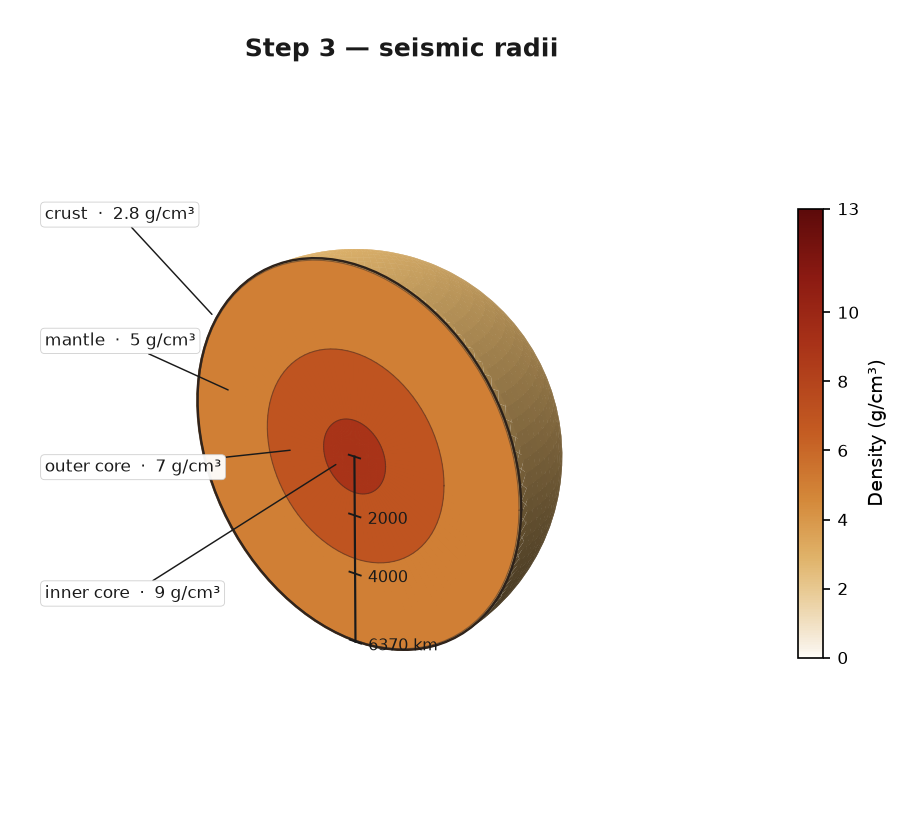 Step 3 — seismic radii
crust · 2.8 g/cm³
mantle · 5 g/cm³
outer core · 7 g/cm³
inner core · 9 g/cm³
2000
4000
6370 km
13
10
8
6
4
2
0
Density (g/cm³)